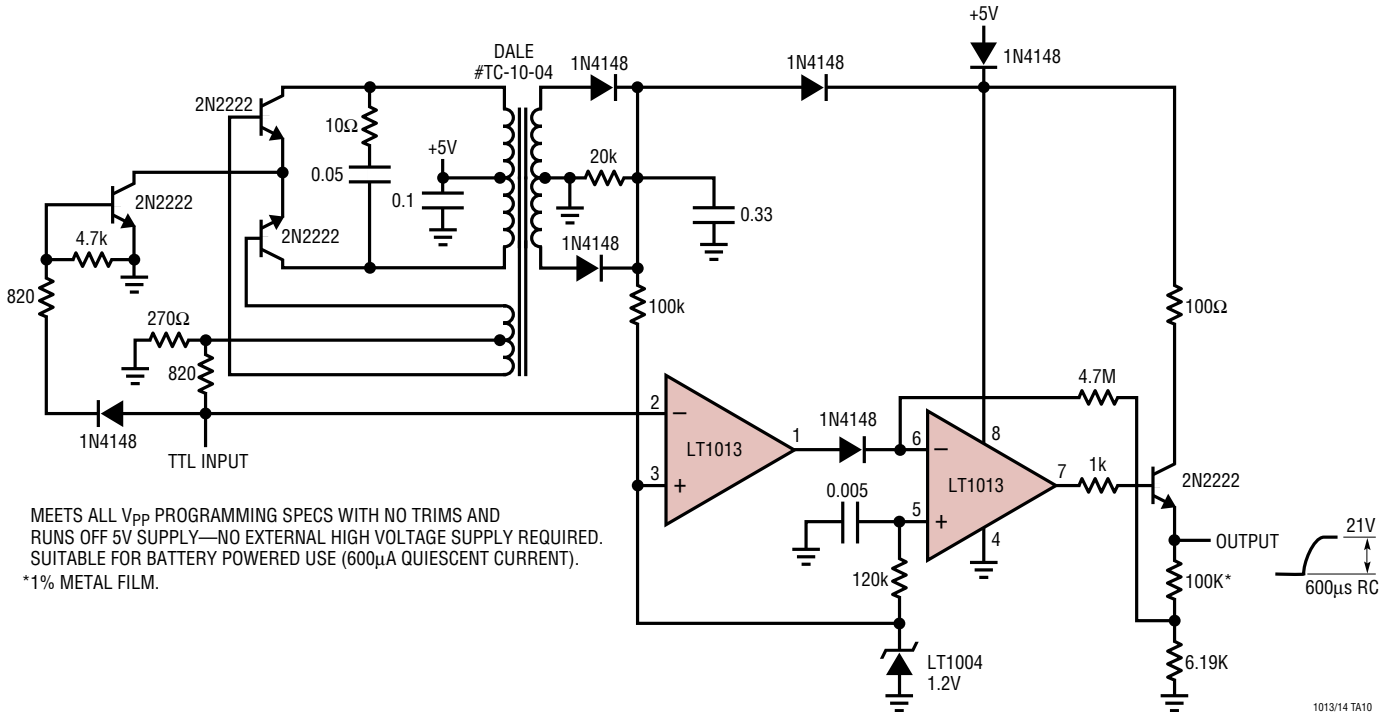 +5V
DALE
#TC-10-04
1N4148
1N4148
1N4148
2N2222
10Ω
+5V
20k
0.05
0.1
2N2222
0.33
2N2222
4.7k
1N4148
820
100k
100Ω
270Ω
820
4.7M
2
1N4148
1
6
8
1N4148
LT1013
TTL INPUT
7
1k
2N2222
3
LT1013
0.005
5
4
OUTPUT
21V
600µs RC
MEETS ALL VPP PROGRAMMING SPECS WITH NO TRIMS AND
RUNS OFF 5V SUPPLY—NO EXTERNAL HIGH VOLTAGE SUPPLY REQUIRED.
SUITABLE FOR BATTERY POWERED USE (600µA QUIESCENT CURRENT).
*1% METAL FILM.
120k
100K*
LT1004
1.2V
6.19K
1013/14 TA10